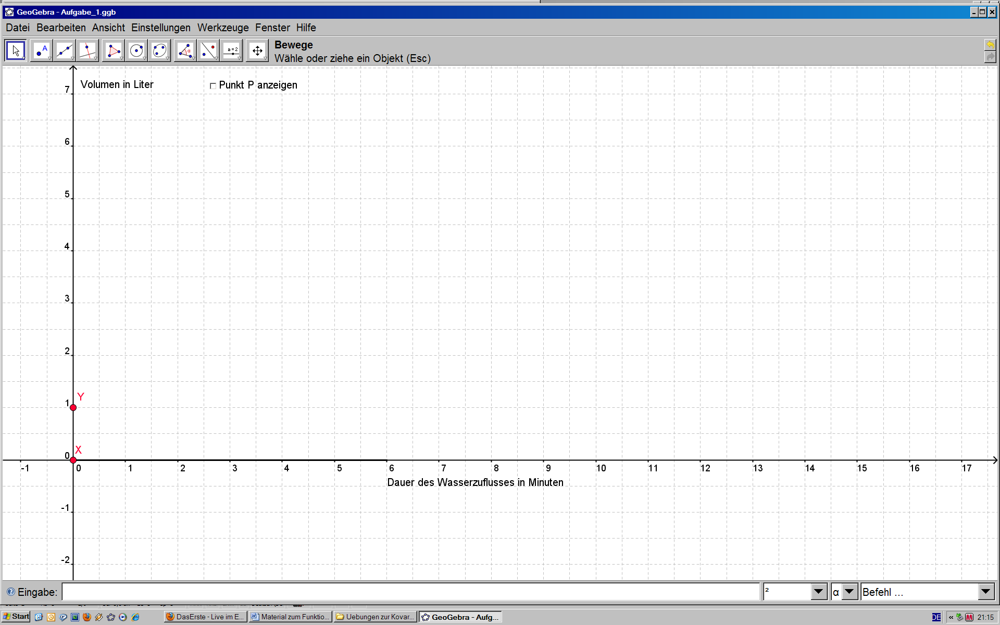 GeoGebra - Aufgabe_1.ggb
Datei Bearbeiten Ansicht Einstellungen Werkzeuge Fenster Hilfe
A
α
a = 2
Bewege
Wähle oder ziehe ein Objekt (Esc)
Volumen in Liter
Punkt P anzeigen
7
6
5
4
3
2
Y
1
X
0
-1 0 1 2 3 4 5 6 7 8 9 10 11 12 13 14 15 16 17
Dauer des Wasserzuflusses in Minuten
-1
-2
Eingabe:
²
α
Befehl ...
Start
DasErste - Live im E...
Material zum Funktio...
Uebungen zur Kovar...
GeoGebra - Aufg...
DE
«
21:15